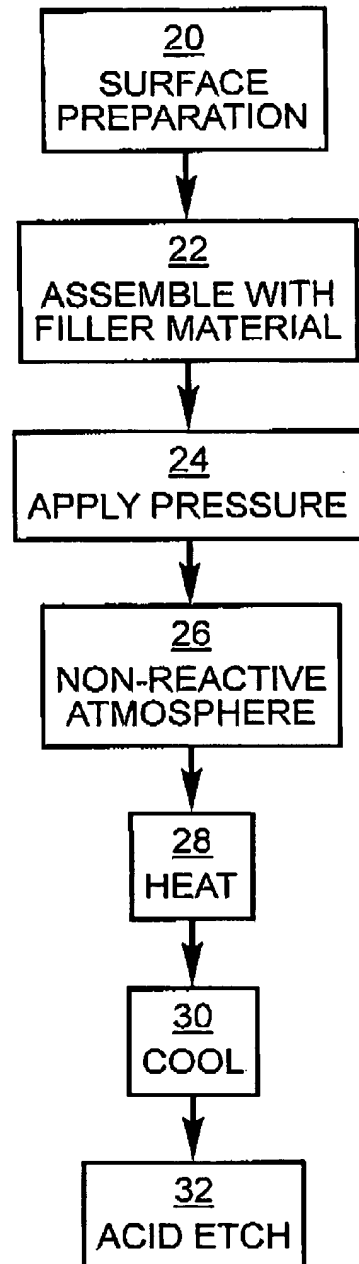 20
SURFACE
PREPARATION
22
ASSEMBLE WITH
FILLER MATERIAL
24
APPLY PRESSURE
26
NON-REACTIVE
ATMOSPHERE
28
HEAT
30
COOL
32
ACID ETCH